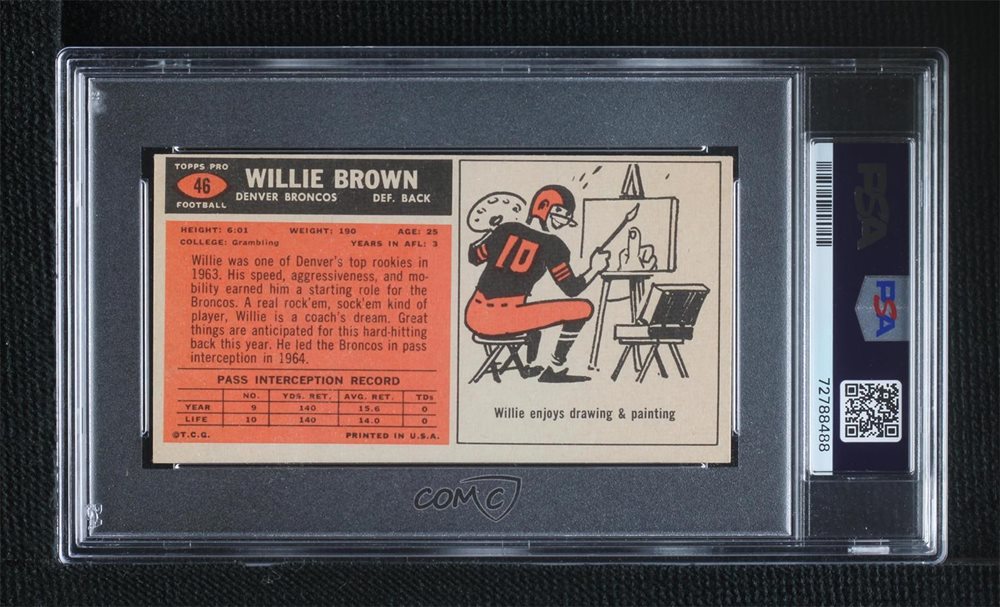 TOPPS PRO
46
FOOTBALL
WILLIE BROWN
DENVER BRONCOS DEF. BACK
HEIGHT: 6:01 WEIGHT: 190 AGE: 25
COLLEGE: Grambling YEARS IN AFL: 3
Willie was one of Denver's top rookies in
1963. His speed, aggressiveness, and mo-
bility earned him a starting role for the
Broncos. A real rock'em, sock'em kind of
player, Willie is a coach's dream. Great
things are anticipated for this hard-hitting
back this year. He led the Broncos in pass
interception in 1964.
PASS INTERCEPTION RECORD
NO. YDS. RET. AVG. RET. TDs
YEAR 9 140 15.6 0
LIFE 10 140 14.0 0
©T.C.G. PRINTED IN U.S.A.
10
Willie enjoys drawing & painting
PSA
PSA
72788488
COMC